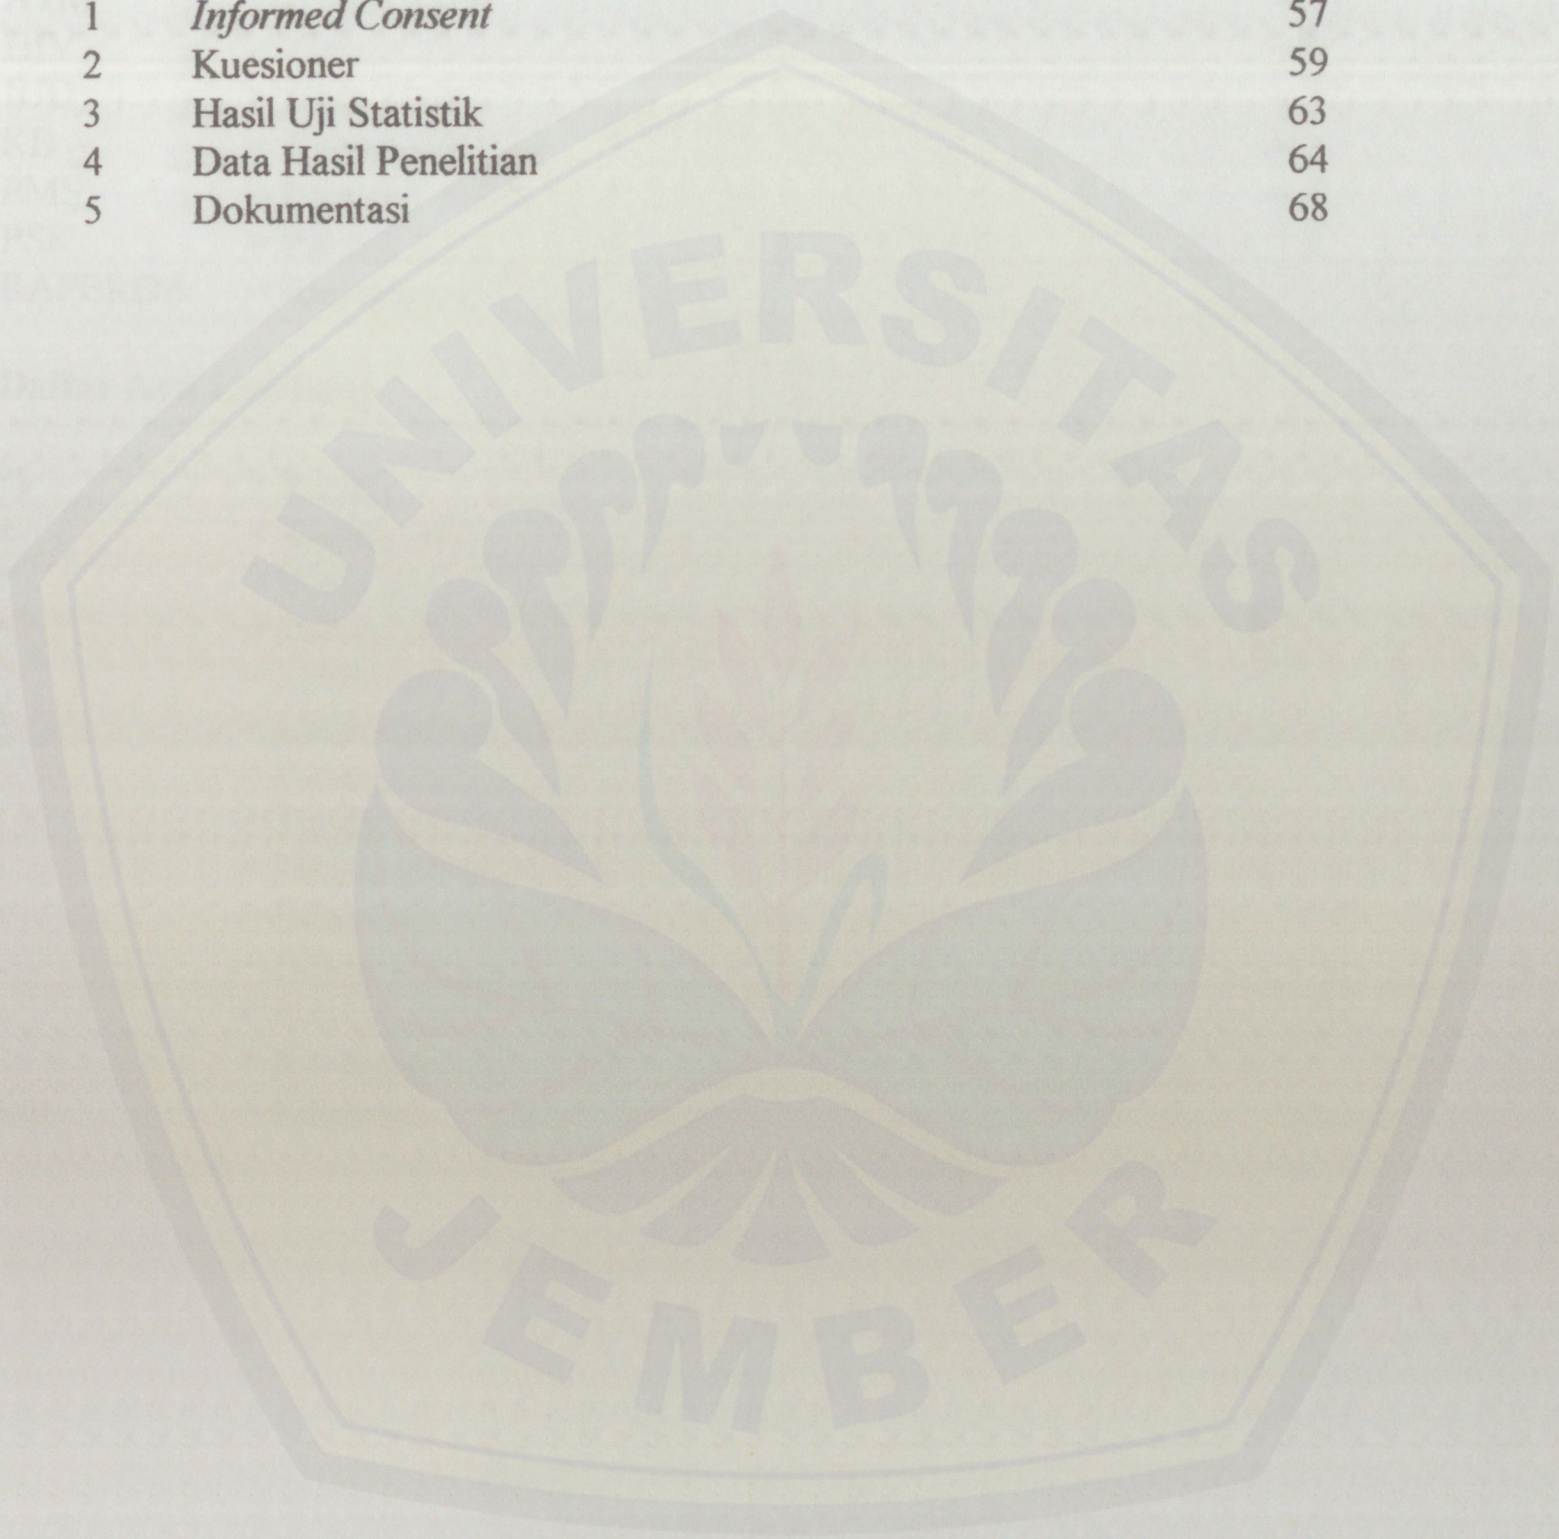 1 Informed Consent 57
2 Kuesioner 59
3 Hasil Uji Statistik 63
4 Data Hasil Penelitian 64
5 Dokumentasi 68
RAPERDA
UNIVERSITAS
JEMBER